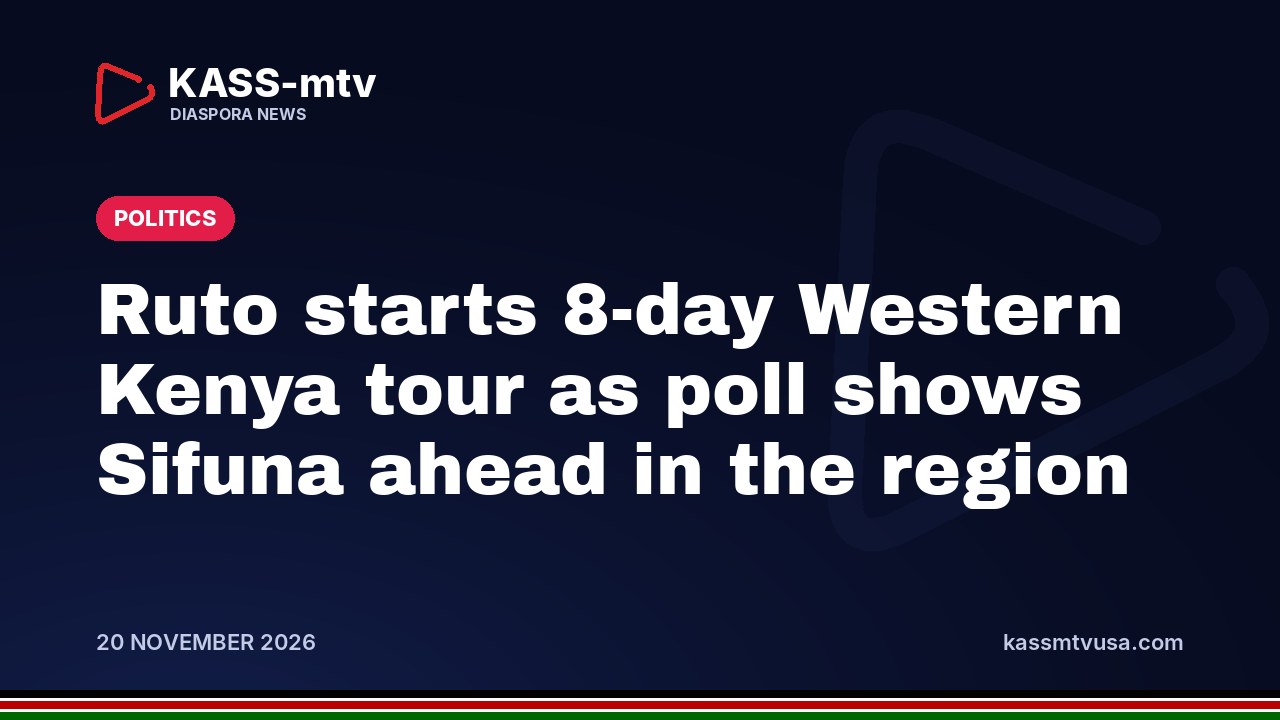 KASS-mtv
DIASPORA NEWS
POLITICS
Ruto starts 8-day Western
Kenya tour as poll shows
Sifuna ahead in the region
20 NOVEMBER 2026
kassmtvusa.com